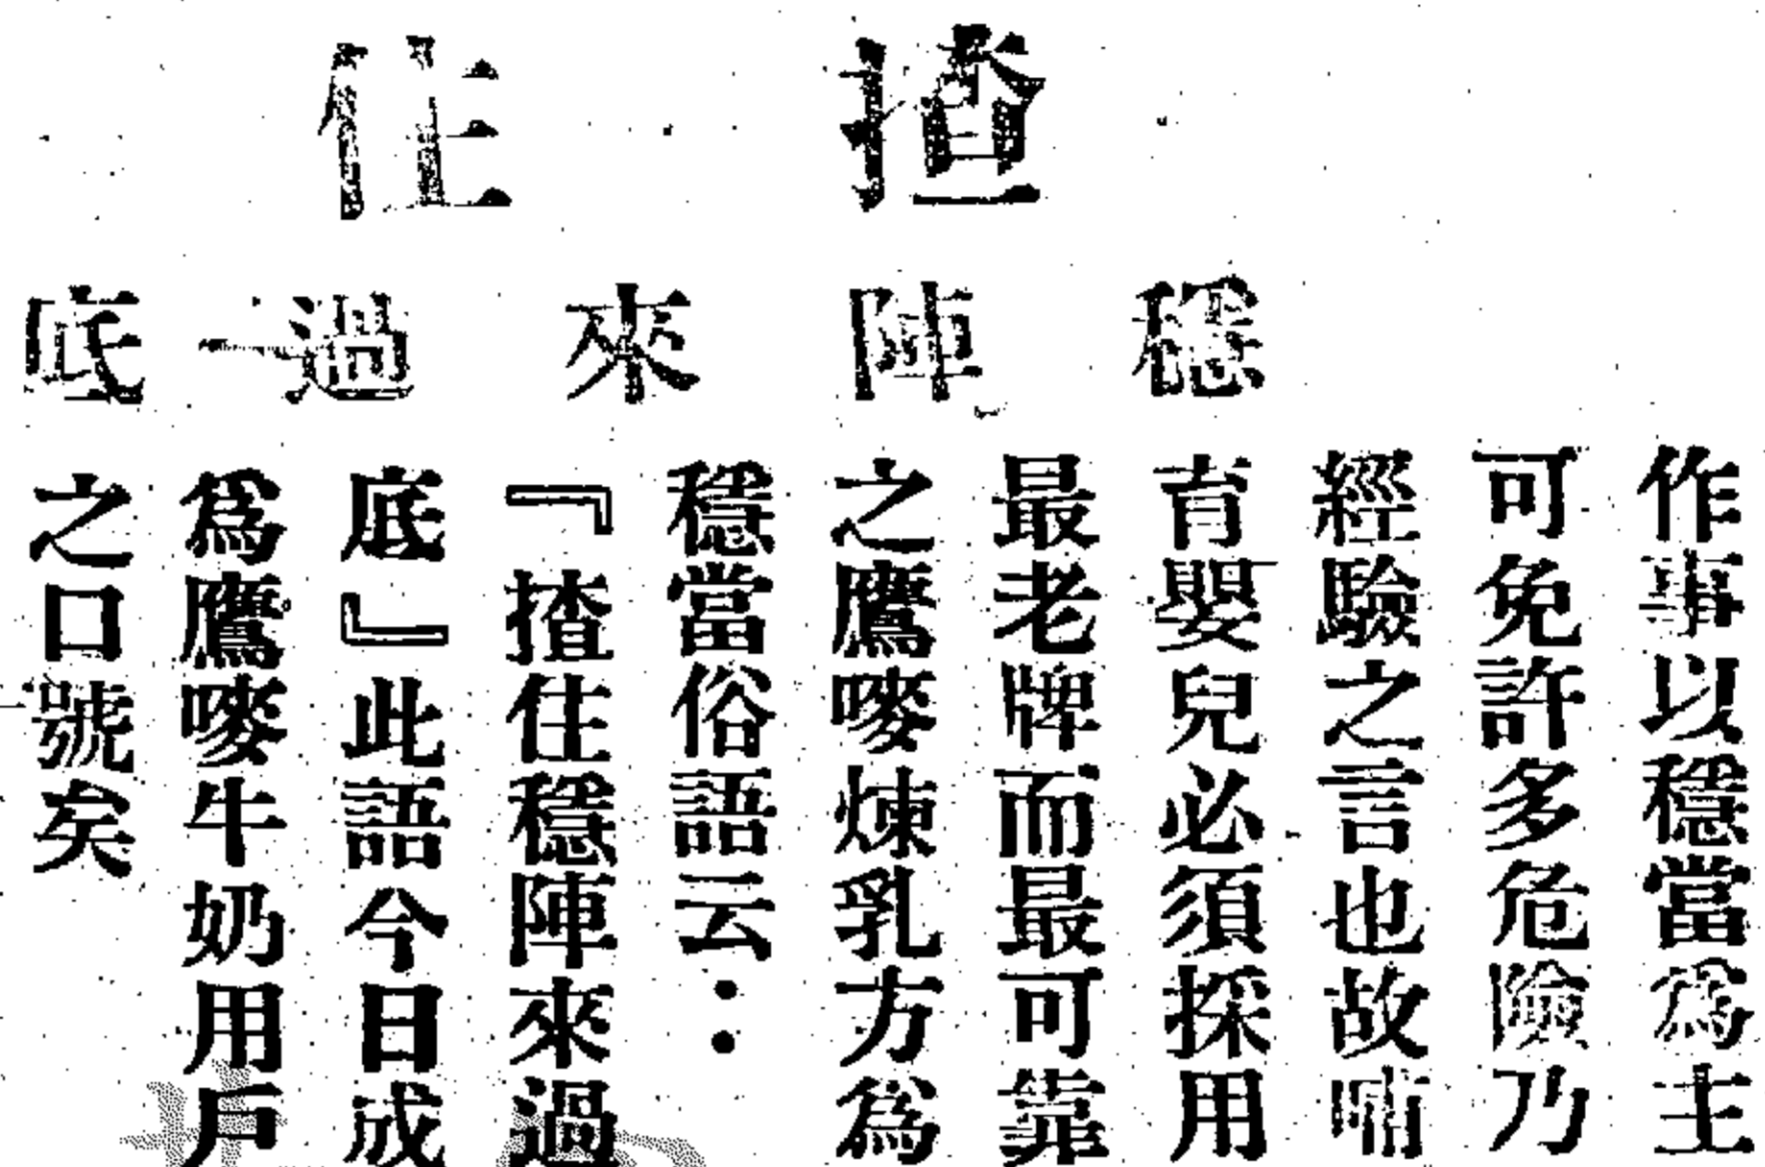 揸住
穩陣來過一底
作事以穩當為主
可免許多危險乃
經驗之言也故哺
育嬰兒必須採用
最老牌而最可靠
之鷹嘜煉乳方為
穩當俗語云：
『揸住穩陣來過
底』此語今日成
為鷹嘜牛奶用戶
之口號矣